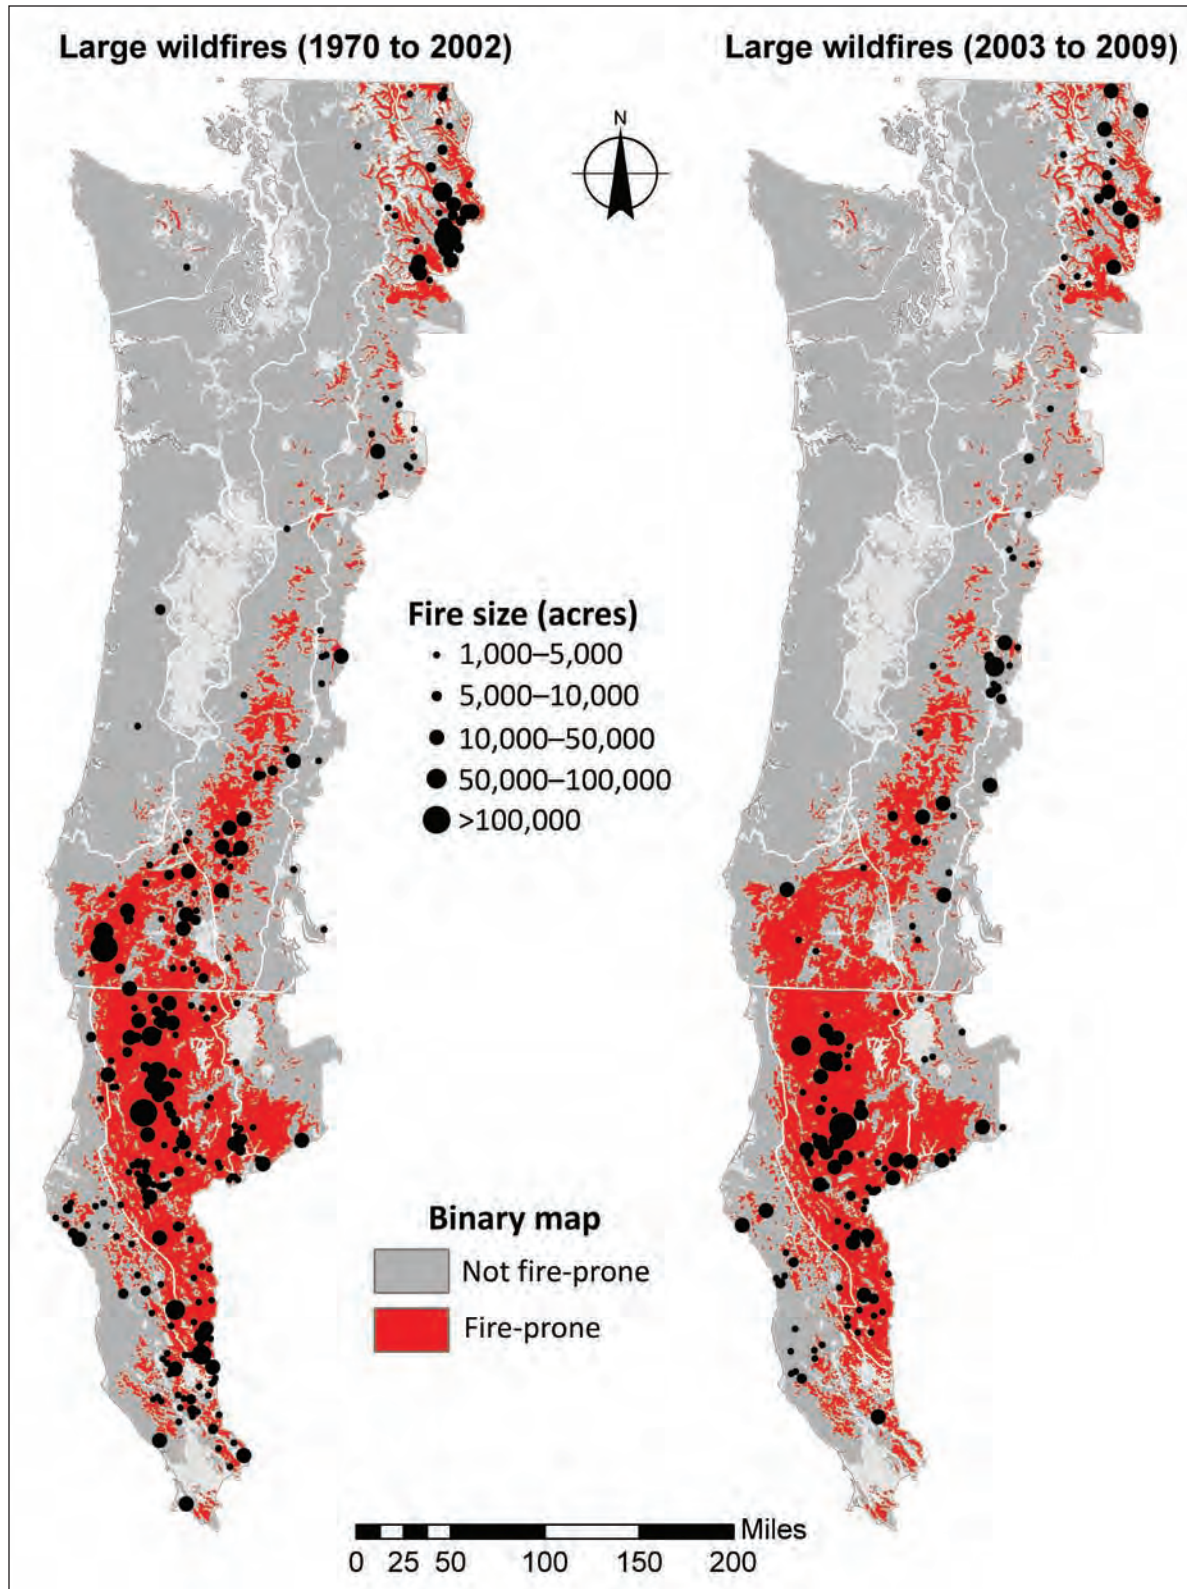 Large wildfires (1970 to 2002)
Large wildfires (2003 to 2009)
N
Fire size (acres)
1,000–5,000
5,000–10,000
10,000–50,000
50,000–100,000
>100,000
Binary map
Not fire-prone
Fire-prone
Miles
0 25 50 100 150 200